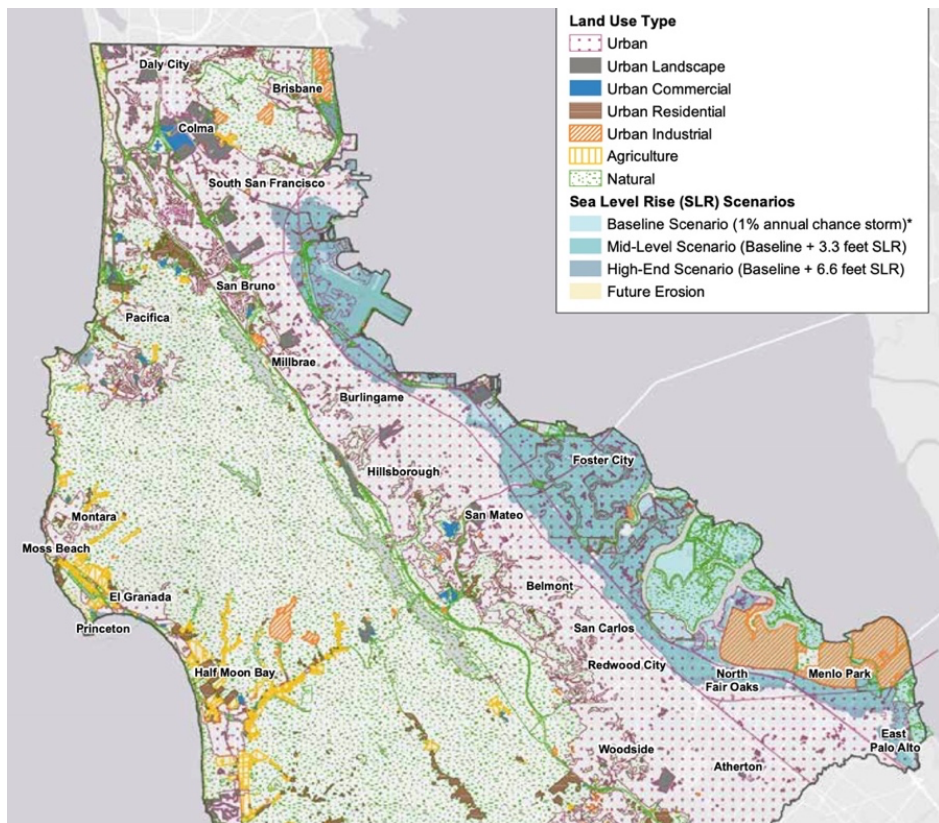 Land Use Type
Urban
Urban Landscape
Urban Commercial
Urban Residential
Urban Industrial
Agriculture
Natural
Sea Level Rise (SLR) Scenarios
Baseline Scenario (1% annual chance storm)*
Mid-Level Scenario (Baseline + 3.3 feet SLR)
High-End Scenario (Baseline + 6.6 feet SLR)
Future Erosion
Daly City
Brisbane
Colma
South San Francisco
San Bruno
Pacifica
Millbrae
Burlingame
Foster City
Hillsborough
San Mateo
Montara
Moss Beach
Belmont
El Granada
Princeton
San Carlos
Redwood City
Half Moon Bay
North
Fair Oaks
Menlo Park
East
Palo Alto
Woodside
Atherton